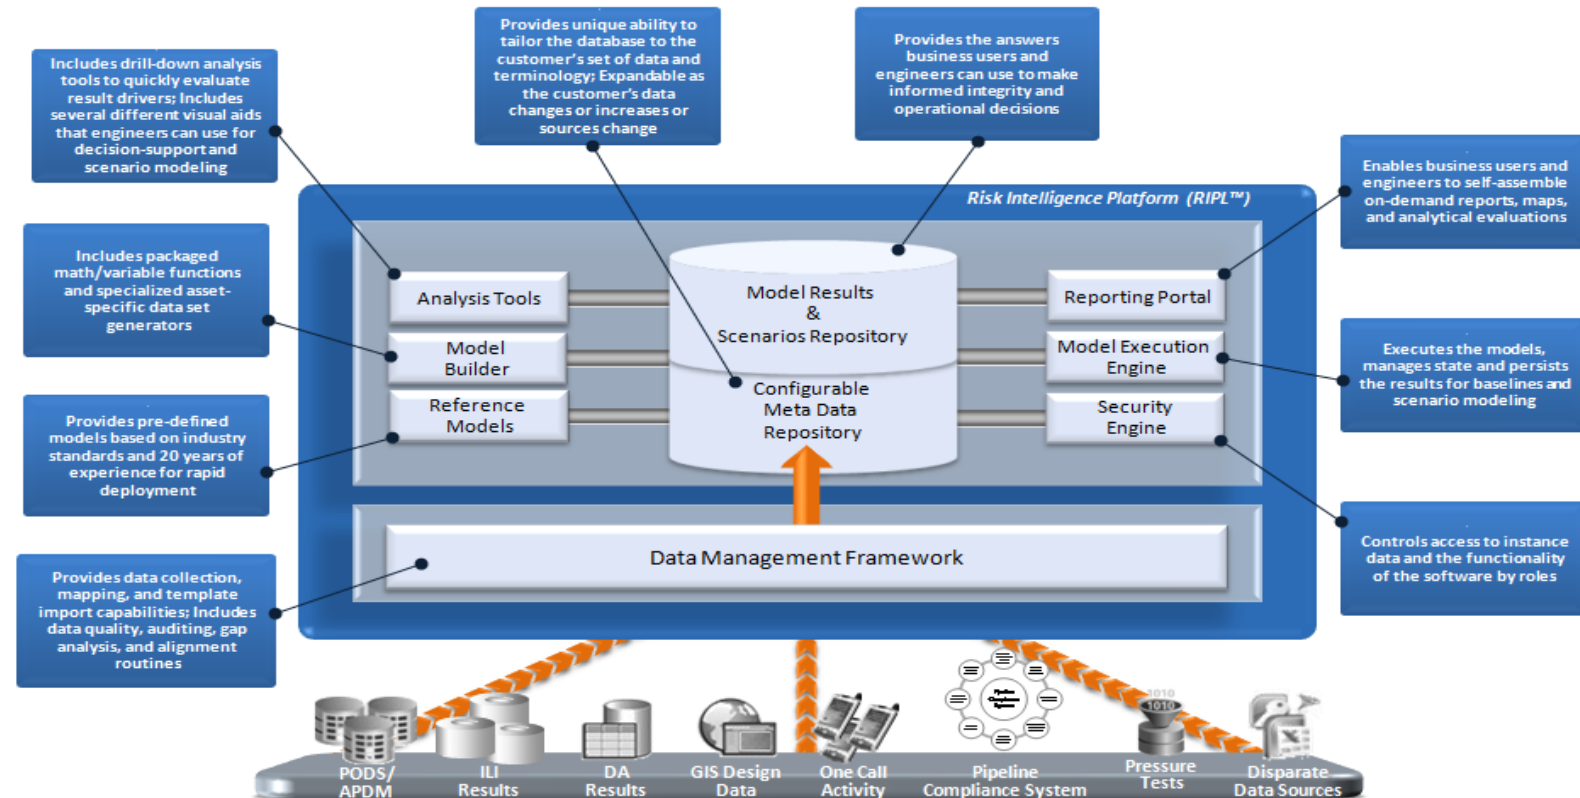 Provides unique ability to
tailor the database to the
customer's set of data and
terminology; Expandable as
the customer's data
changes or increases or
sources change
Provides the answers
business users and
engineers can use to make
informed integrity and
operational decisions
Includes drill-down analysis
tools to quickly evaluate
result drivers; Includes
several different visual aids
that engineers can use for
decision-support and
scenario modeling
Enables business users and
engineers to self-assemble
on-demand reports, maps,
and analytical evaluations
Risk Intelligence Platform (RIPL™)
Includes packaged
math/variable functions
and specialized asset-
specific data set
generators
Analysis Tools
Model Results
&
Scenarios Repository
Reporting Portal
Model
Builder
Model Execution
Engine
Executes the models,
manages state and persists
the results for baselines and
scenario modeling
Provides pre-defined
models based on industry
standards and 20 years of
experience for rapid
deployment
Reference
Models
Configurable
Meta Data
Repository
Security
Engine
Controls access to instance
data and the functionality
of the software by roles
Data Management Framework
Provides data collection,
mapping, and template
import capabilities; Includes
data quality, auditing, gap
analysis, and alignment
routines
1010
1010
PODS/
APDM
ILI
Results
DA
Results
GIS Design
Data
One Call
Activity
Pipeline
Compliance System
Pressure
Tests
Disparate
Data Sources